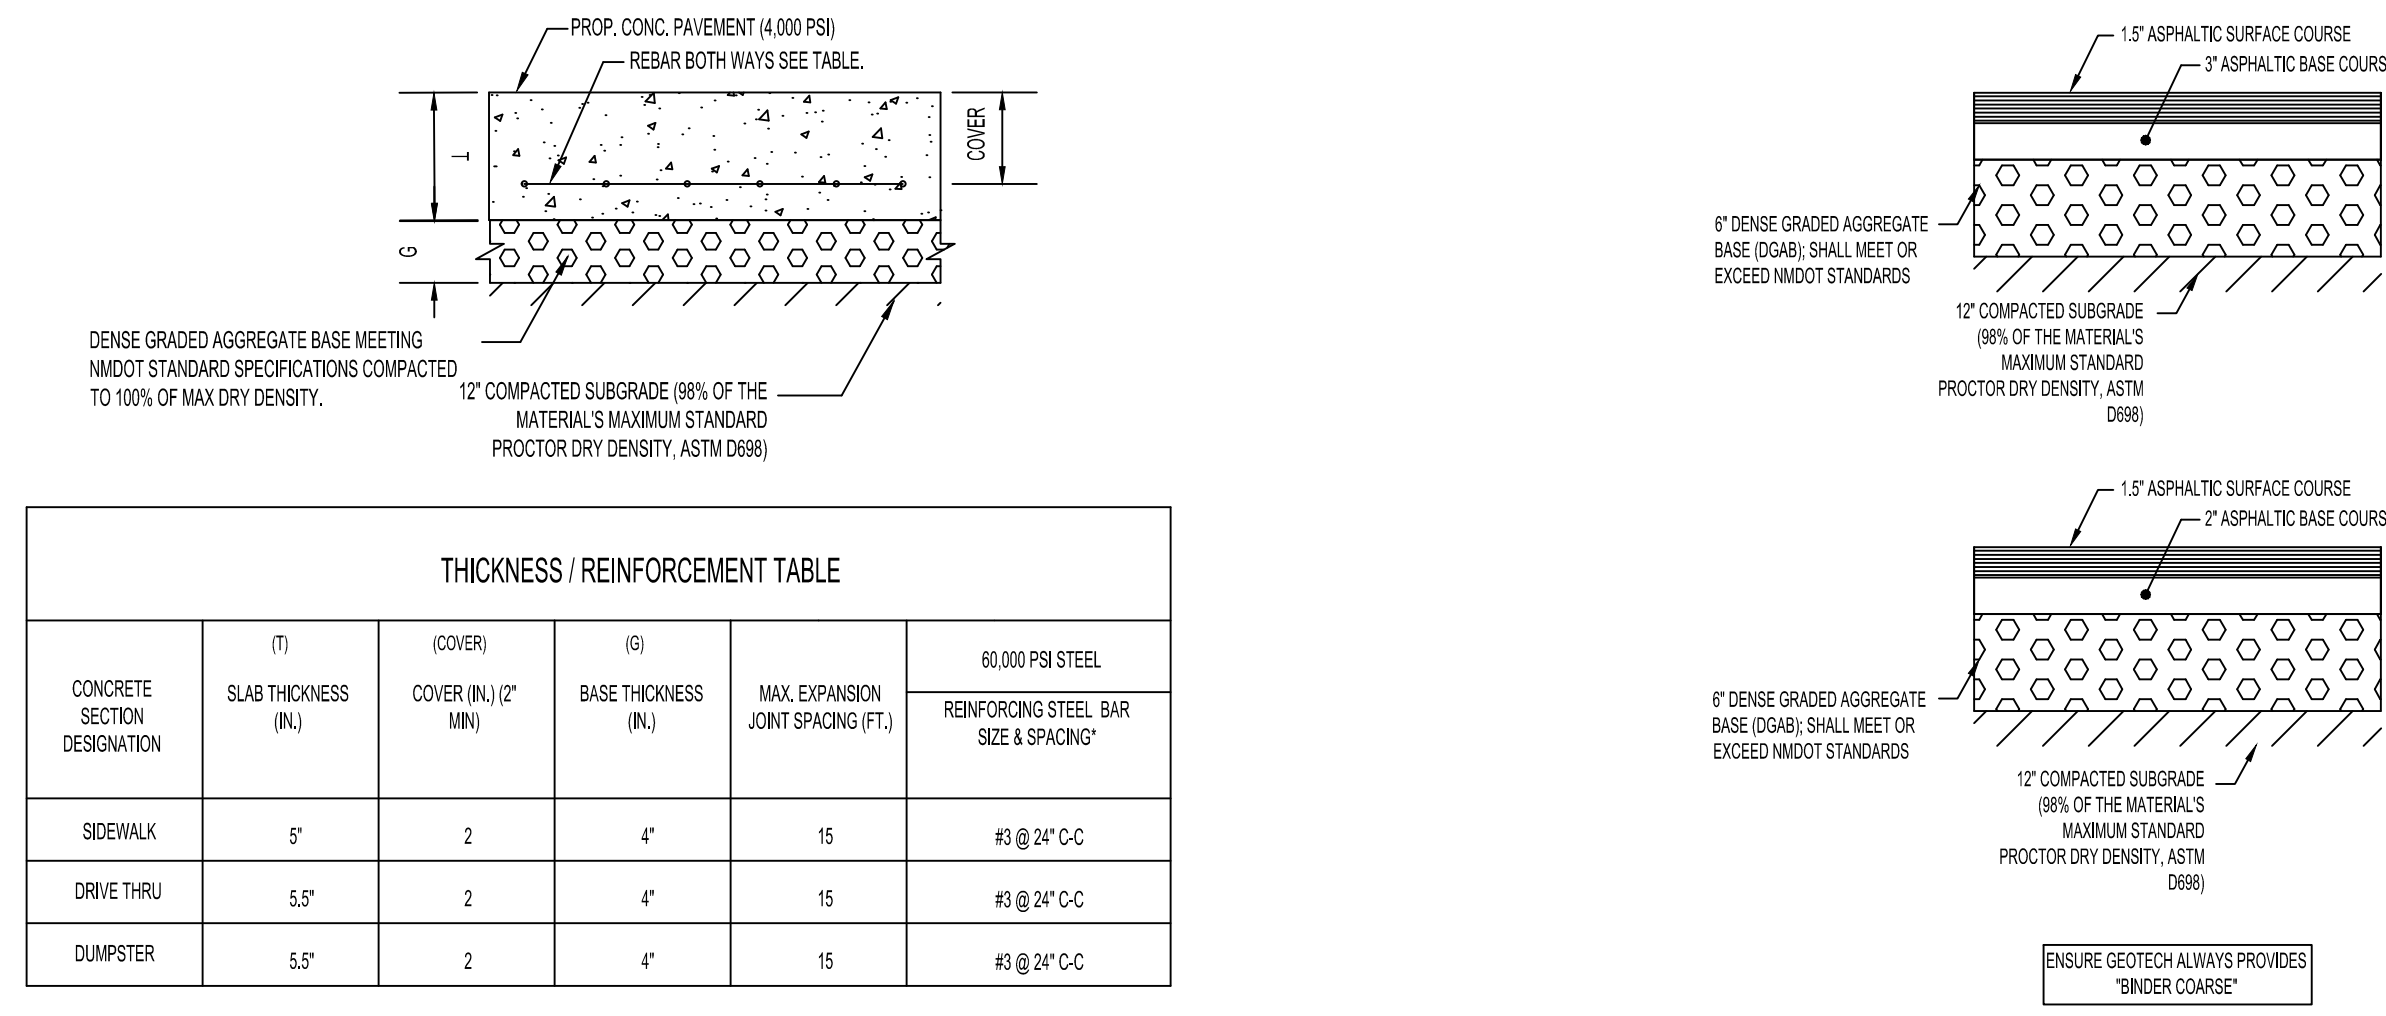 PROP. CONC. PAVEMENT (4,000 PSI)
REBAR BOTH WAYS SEE TABLE.
T
COVER
G
DENSE GRADED AGGREGATE BASE MEETING
NMDOT STANDARD SPECIFICATIONS COMPACTED
TO 100% OF MAX DRY DENSITY.
12" COMPACTED SUBGRADE (98% OF THE
MATERIAL'S MAXIMUM STANDARD
PROCTOR DRY DENSITY, ASTM D698)
THICKNESS / REINFORCEMENT TABLE
CONCRETE
SECTION
DESIGNATION
(T)
SLAB THICKNESS
(IN.)
(COVER)
COVER (IN.) (2"
MIN)
(G)
BASE THICKNESS
(IN.)
MAX. EXPANSION
JOINT SPACING (FT.)
60,000 PSI STEEL
REINFORCING STEEL BAR
SIZE & SPACING*
SIDEWALK 5" 2 4" 15 #3 @ 24" C-C
DRIVE THRU 5.5" 2 4" 15 #3 @ 24" C-C
DUMPSTER 5.5" 2 4" 15 #3 @ 24" C-C
1.5" ASPHALTIC SURFACE COURSE
3" ASPHALTIC BASE COURS
6" DENSE GRADED AGGREGATE
BASE (DGAB); SHALL MEET OR
EXCEED NMDOT STANDARDS
12" COMPACTED SUBGRADE
(98% OF THE MATERIAL'S
MAXIMUM STANDARD
PROCTOR DRY DENSITY, ASTM
D698)
1.5" ASPHALTIC SURFACE COURSE
2" ASPHALTIC BASE COURS
6" DENSE GRADED AGGREGATE
BASE (DGAB); SHALL MEET OR
EXCEED NMDOT STANDARDS
12" COMPACTED SUBGRADE
(98% OF THE MATERIAL'S
MAXIMUM STANDARD
PROCTOR DRY DENSITY, ASTM
D698)
ENSURE GEOTECH ALWAYS PROVIDES
"BINDER COARSE"